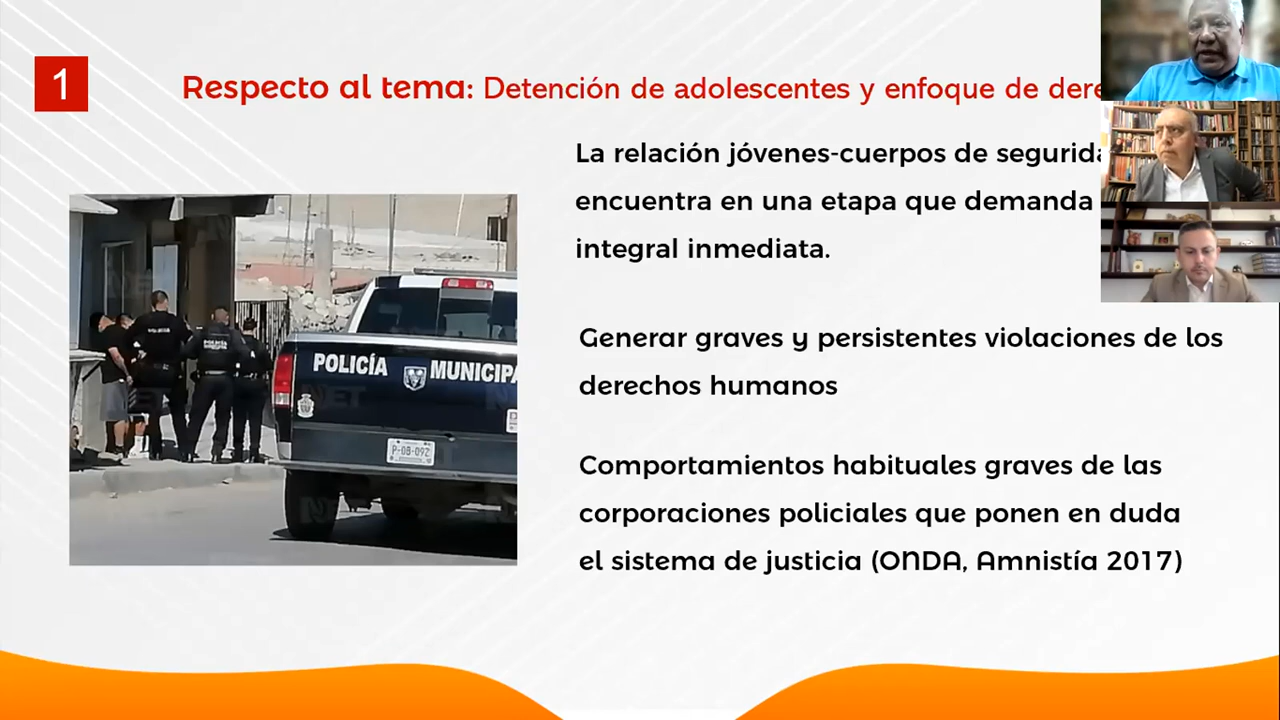 1
Respecto al tema: Detención de adolescentes y enfoque de dere
La relación jóvenes-cuerpos de segurida
encuentra en una etapa que demanda
integral inmediata.
Generar graves y persistentes violaciones de los
derechos humanos
Comportamientos habituales graves de las
corporaciones policiales que ponen en duda
el sistema de justicia (ONDA, Amnistía 2017)
POLICÍA MUNICIPA
P-08-092